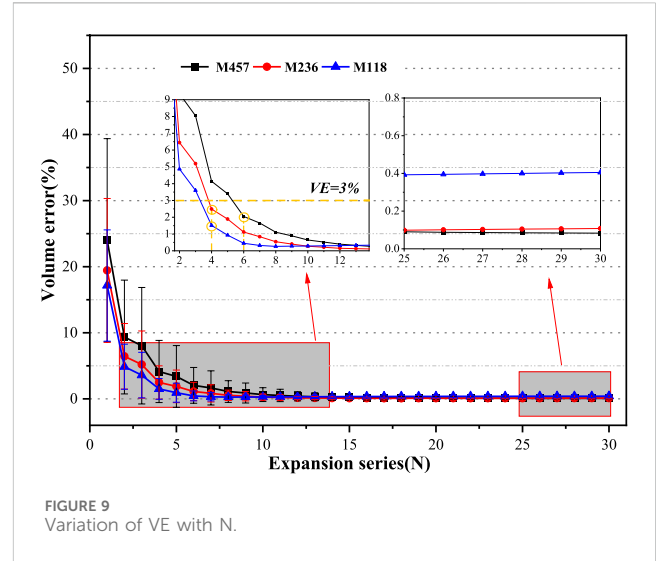 M457 M236 M118
Volume error(%)
50
40
30
20
10
0
0 5 10 15 20 25 30
Expansion series(N)
9
8
7
6
5
4
3
2
1
0
2 4 6 8 10 12
VE=3%
0.8
0.6
0.4
0.2
0.0
25 26 27 28 29 30
FIGURE 9
Variation of VE with N.